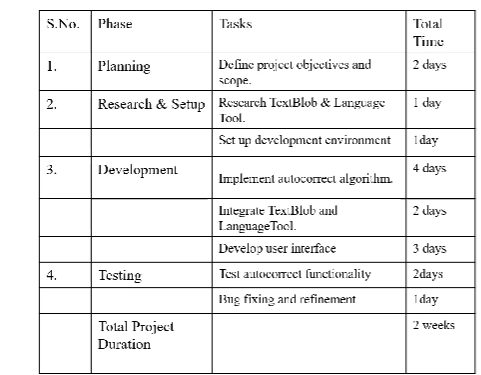 S.No. Phase Tasks Total
Time
1. Planning Define project objectives and 2 days
scope.
2. Research & Setup Research TextBlob & Language 1 day
Tool.
Set up development environment 1day
3. Development Implement autocorrect algorithm. 4 days
Integrate TextBlob and 2 days
LanguageTool.
Develop user interface 3 days
4. Testing Test autocorrect functionality 2days
Bug fixing and refinement 1day
Total Project 2 weeks
Duration